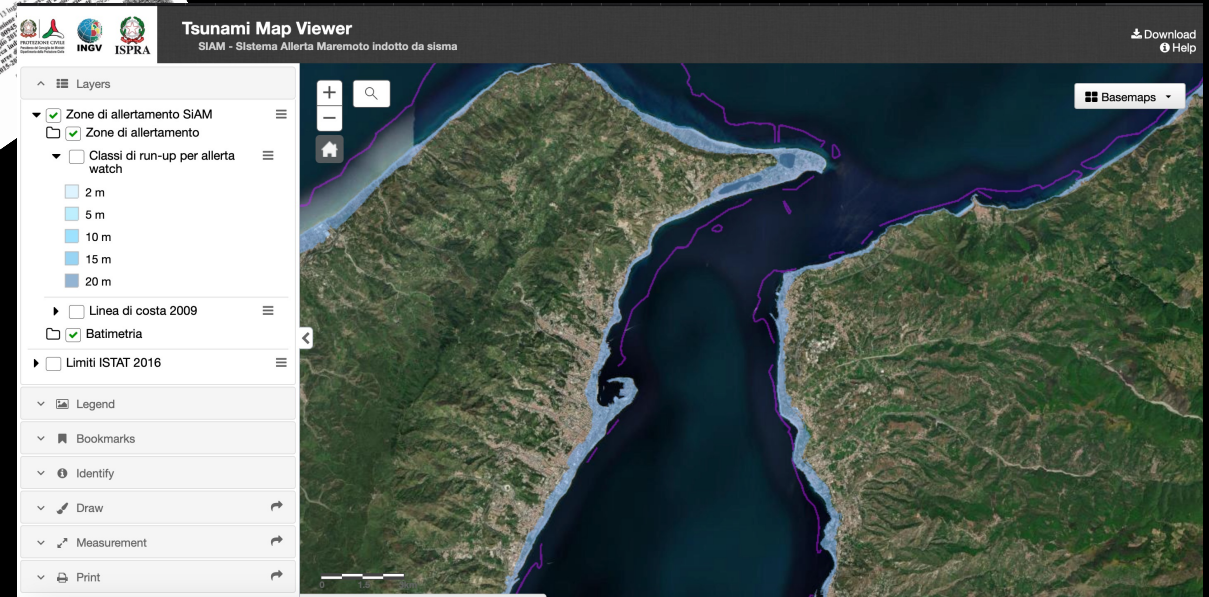 PROTEZIONE CIVILE
INGV
ISPRA
Tsunami Map Viewer
SIAM - SIstema Allerta Maremoto indotto da sisma
Download
Help
Layers
Zone di allertamento SiAM
Zone di allertamento
Classi di run-up per allerta
watch
2 m
5 m
10 m
15 m
20 m
Linea di costa 2009
Batimetria
Limiti ISTAT 2016
Legend
Bookmarks
Identify
Draw
Measurement
Print
Basemaps
0